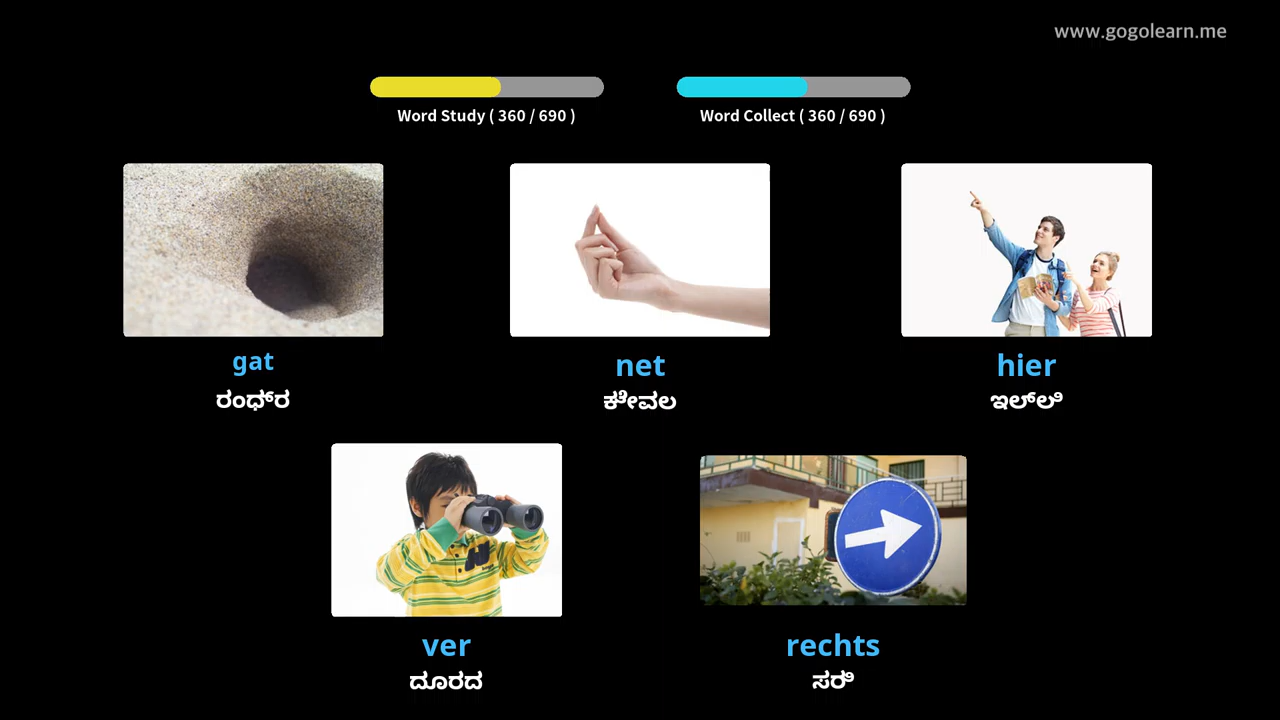 www.gogolearn.me
Word Study ( 360 / 690 )
Word Collect ( 360 / 690 )
gat
ರಂಧ್ರ
net
ಕೇವಲ
hier
ಇಲ್ಲಿ
ver
ದೂರದ
rechts
ಸರಿ